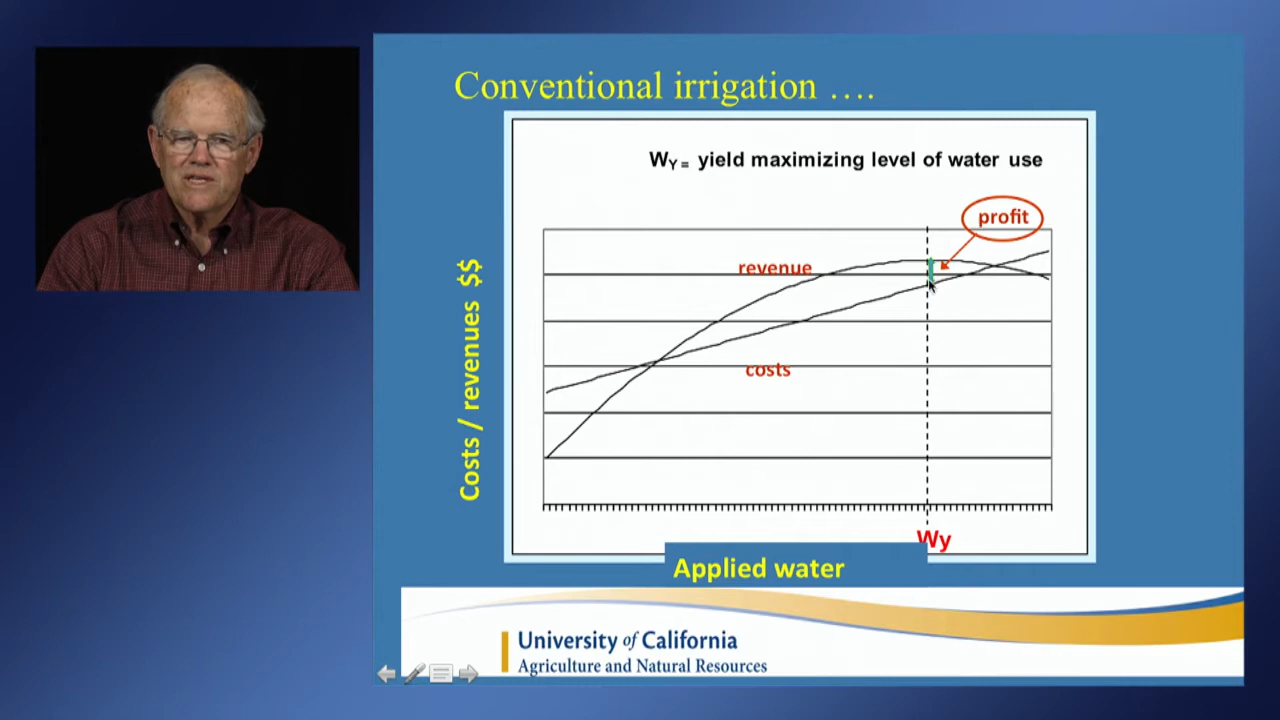 Conventional irrigation ....
WY = yield maximizing level of water use
profit
revenue
costs
Costs / revenues $$
Wy
Applied water
University of California
Agriculture and Natural Resources